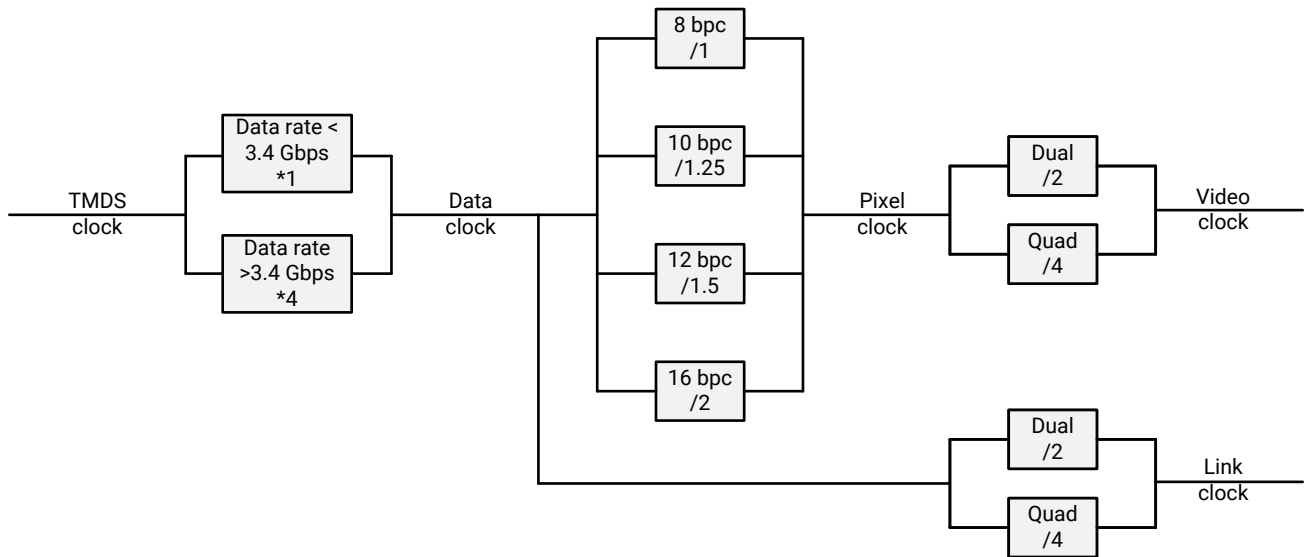 8 bpc
/1
Data rate <
3.4 Gbps
*1
10 bpc
/1.25
Dual
/2
TMDS
clock
Data
clock
Pixel
clock
Video
clock
Data rate
>3.4 Gbps
*4
12 bpc
/1.5
Quad
/4
16 bpc
/2
Dual
/2
Link
clock
Quad
/4